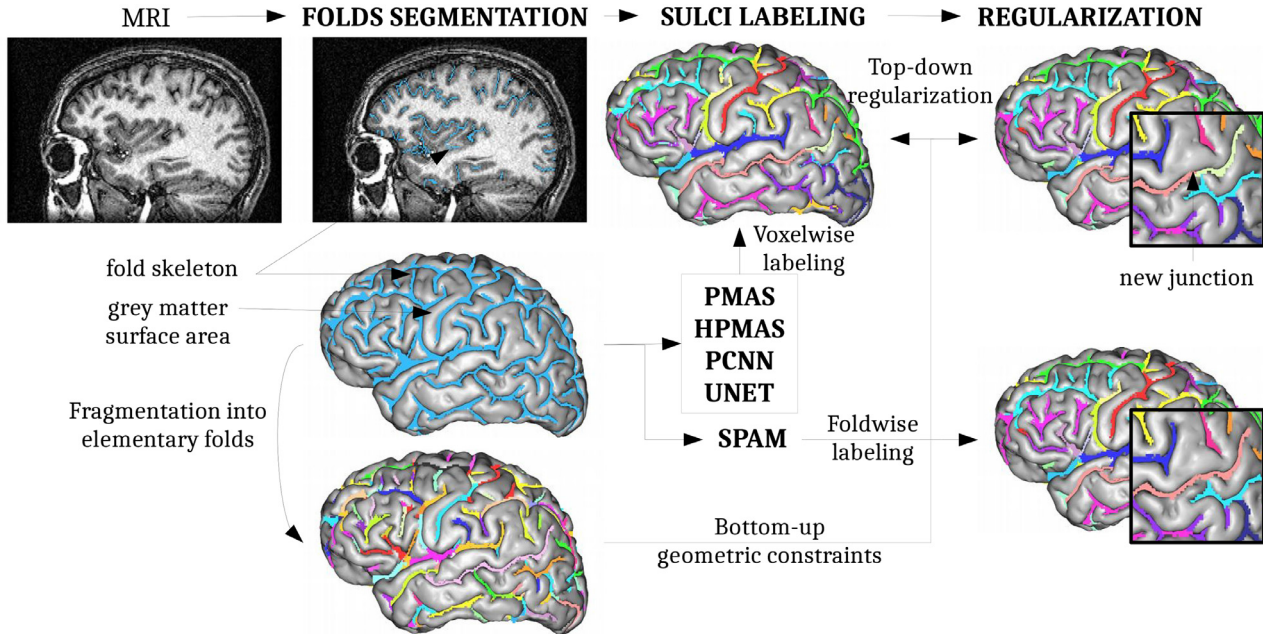 MRI
FOLDS SEGMENTATION
SULCI LABELING
REGULARIZATION
Top-down
regularization
fold skeleton
grey matter
surface area
Voxelwise
labeling
new junction
PMAS
HPMAS
PCNN
UNET
Fragmentation into
elementary folds
SPAM
Foldwise
labeling
Bottom-up
geometric constraints